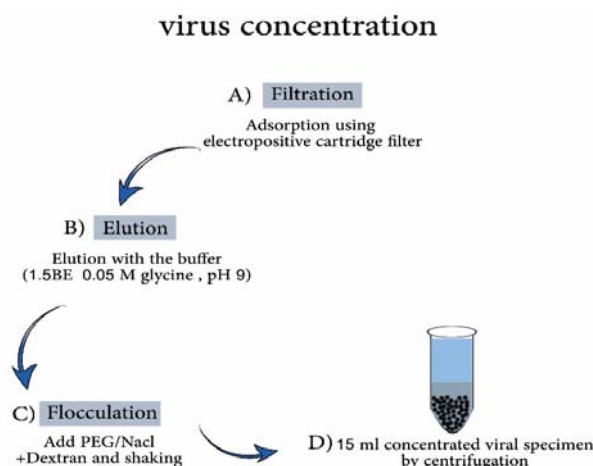 virus concentration
A) Filtration
Adsorption using
electropositive cartridge filter
B) Elution
Elution with the buffer
(1.5BE 0.05 M glycine , pH 9)
C) Flocculation
Add PEG/Nacl
+Dextran and shaking
D) 15 ml concentrated viral specimen
by centrifugation